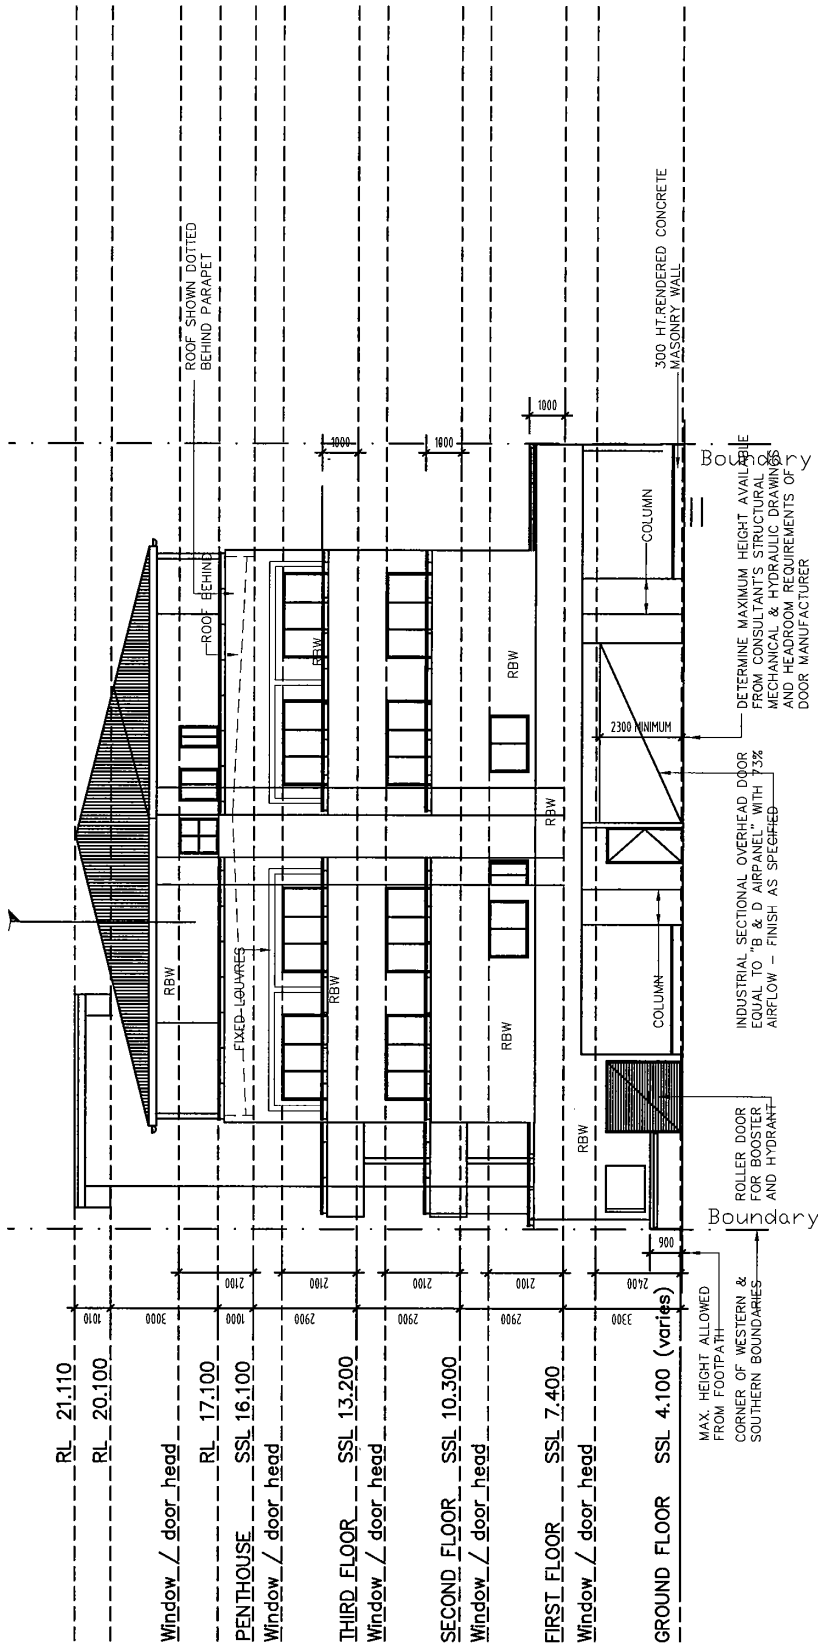 RL 21.110
RL 20.100
Window / door head
RL 17.100
PENTHOUSE SSL 16.100
Window / door head
THIRD FLOOR SSL 13.200
Window / door head
SECOND FLOOR SSL 10.300
Window / door head
FIRST FLOOR SSL 7.400
Window / door head
GROUND FLOOR SSL 4.100 (varies)
1010
3000
1000
2900
2900
2900
3300
2100
2100
2100
2100
2400
900
MAX. HEIGHT ALLOWED
FROM FOOTPATH
CORNER OF WESTERN &
SOUTHERN BOUNDARIES
Boundary
ROLLER DOOR
FOR BOOSTER
AND HYDRANT
RBW
FIXED LOUVRES
RBW
RBW
RBW
COLUMN
INDUSTRIAL SECTIONAL OVERHEAD DOOR
EQUAL TO "B & D AIRPANEL" WITH 73%
AIRFLOW - FINISH AS SPECIFIED
RBW
ROOF BEHIND
RBW
RBW
2300 MINIMUM
COLUMN
DETERMINE MAXIMUM HEIGHT AVAILABLE
FROM CONSULTANT'S STRUCTURAL
MECHANICAL & HYDRAULIC DRAWINGS
AND HEADROOM REQUIREMENTS OF
DOOR MANUFACTURER
Boundary
1000
1000
1000
ROOF SHOWN DOTTED
BEHIND PARAPET
300 HT.RENDERED CONCRETE
MASONRY WALL